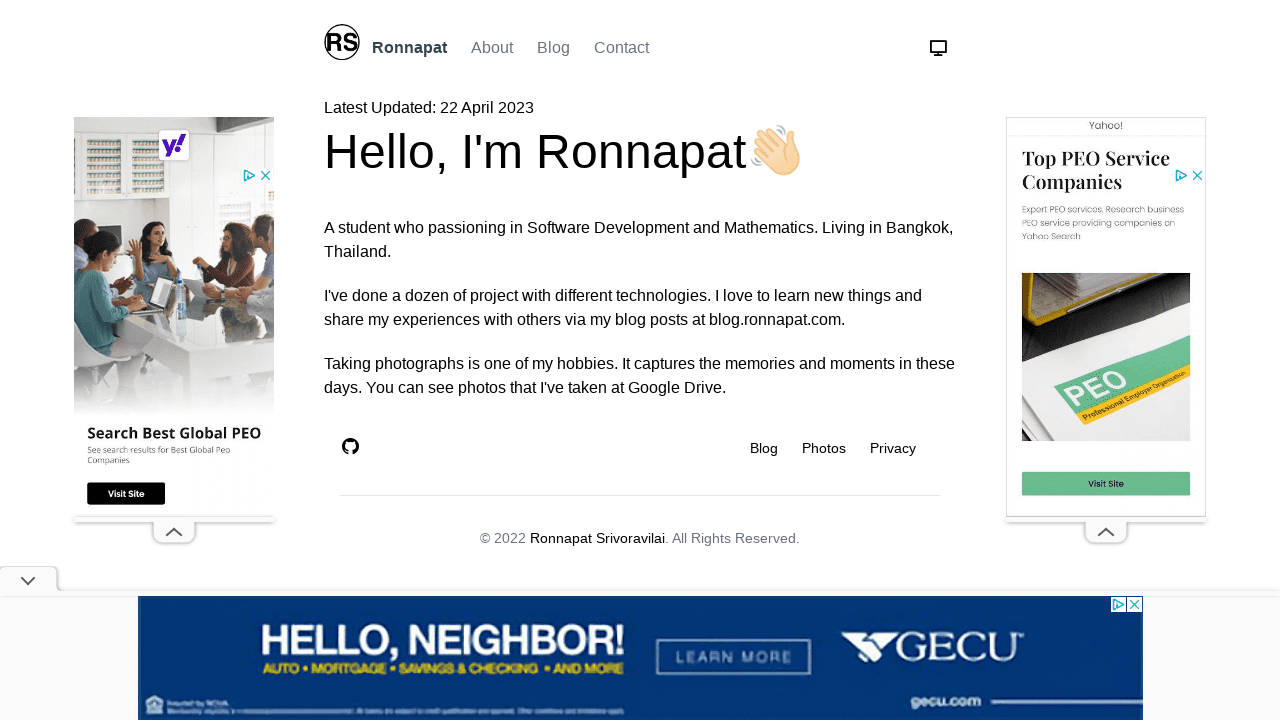 RS
Ronnapat
About
Blog
Contact
Latest Updated: 22 April 2023
Hello, I'm Ronnapat
A student who passioning in Software Development and Mathematics. Living in Bangkok,
Thailand.
I've done a dozen of project with different technologies. I love to learn new things and
share my experiences with others via my blog posts at blog.ronnapat.com.
Taking photographs is one of my hobbies. It captures the memories and moments in these
days. You can see photos that I've taken at Google Drive.
Blog
Photos
Privacy
© 2022 Ronnapat Srivoravilai. All Rights Reserved.
y!
Search Best Global PEO
See search results for Best Global Peo
Companies
Visit Site
Yahoo!
Top PEO Service
Companies
Expert PEO services. Research business
PEO service providing companies on
Yahoo Search
PEO
Professional Employer Organisation
Visit Site
HELLO, NEIGHBOR!
AUTO • MORTGAGE • SAVINGS & CHECKING • AND MORE
LEARN MORE
GECU
Insured by NCUA
gecu.com